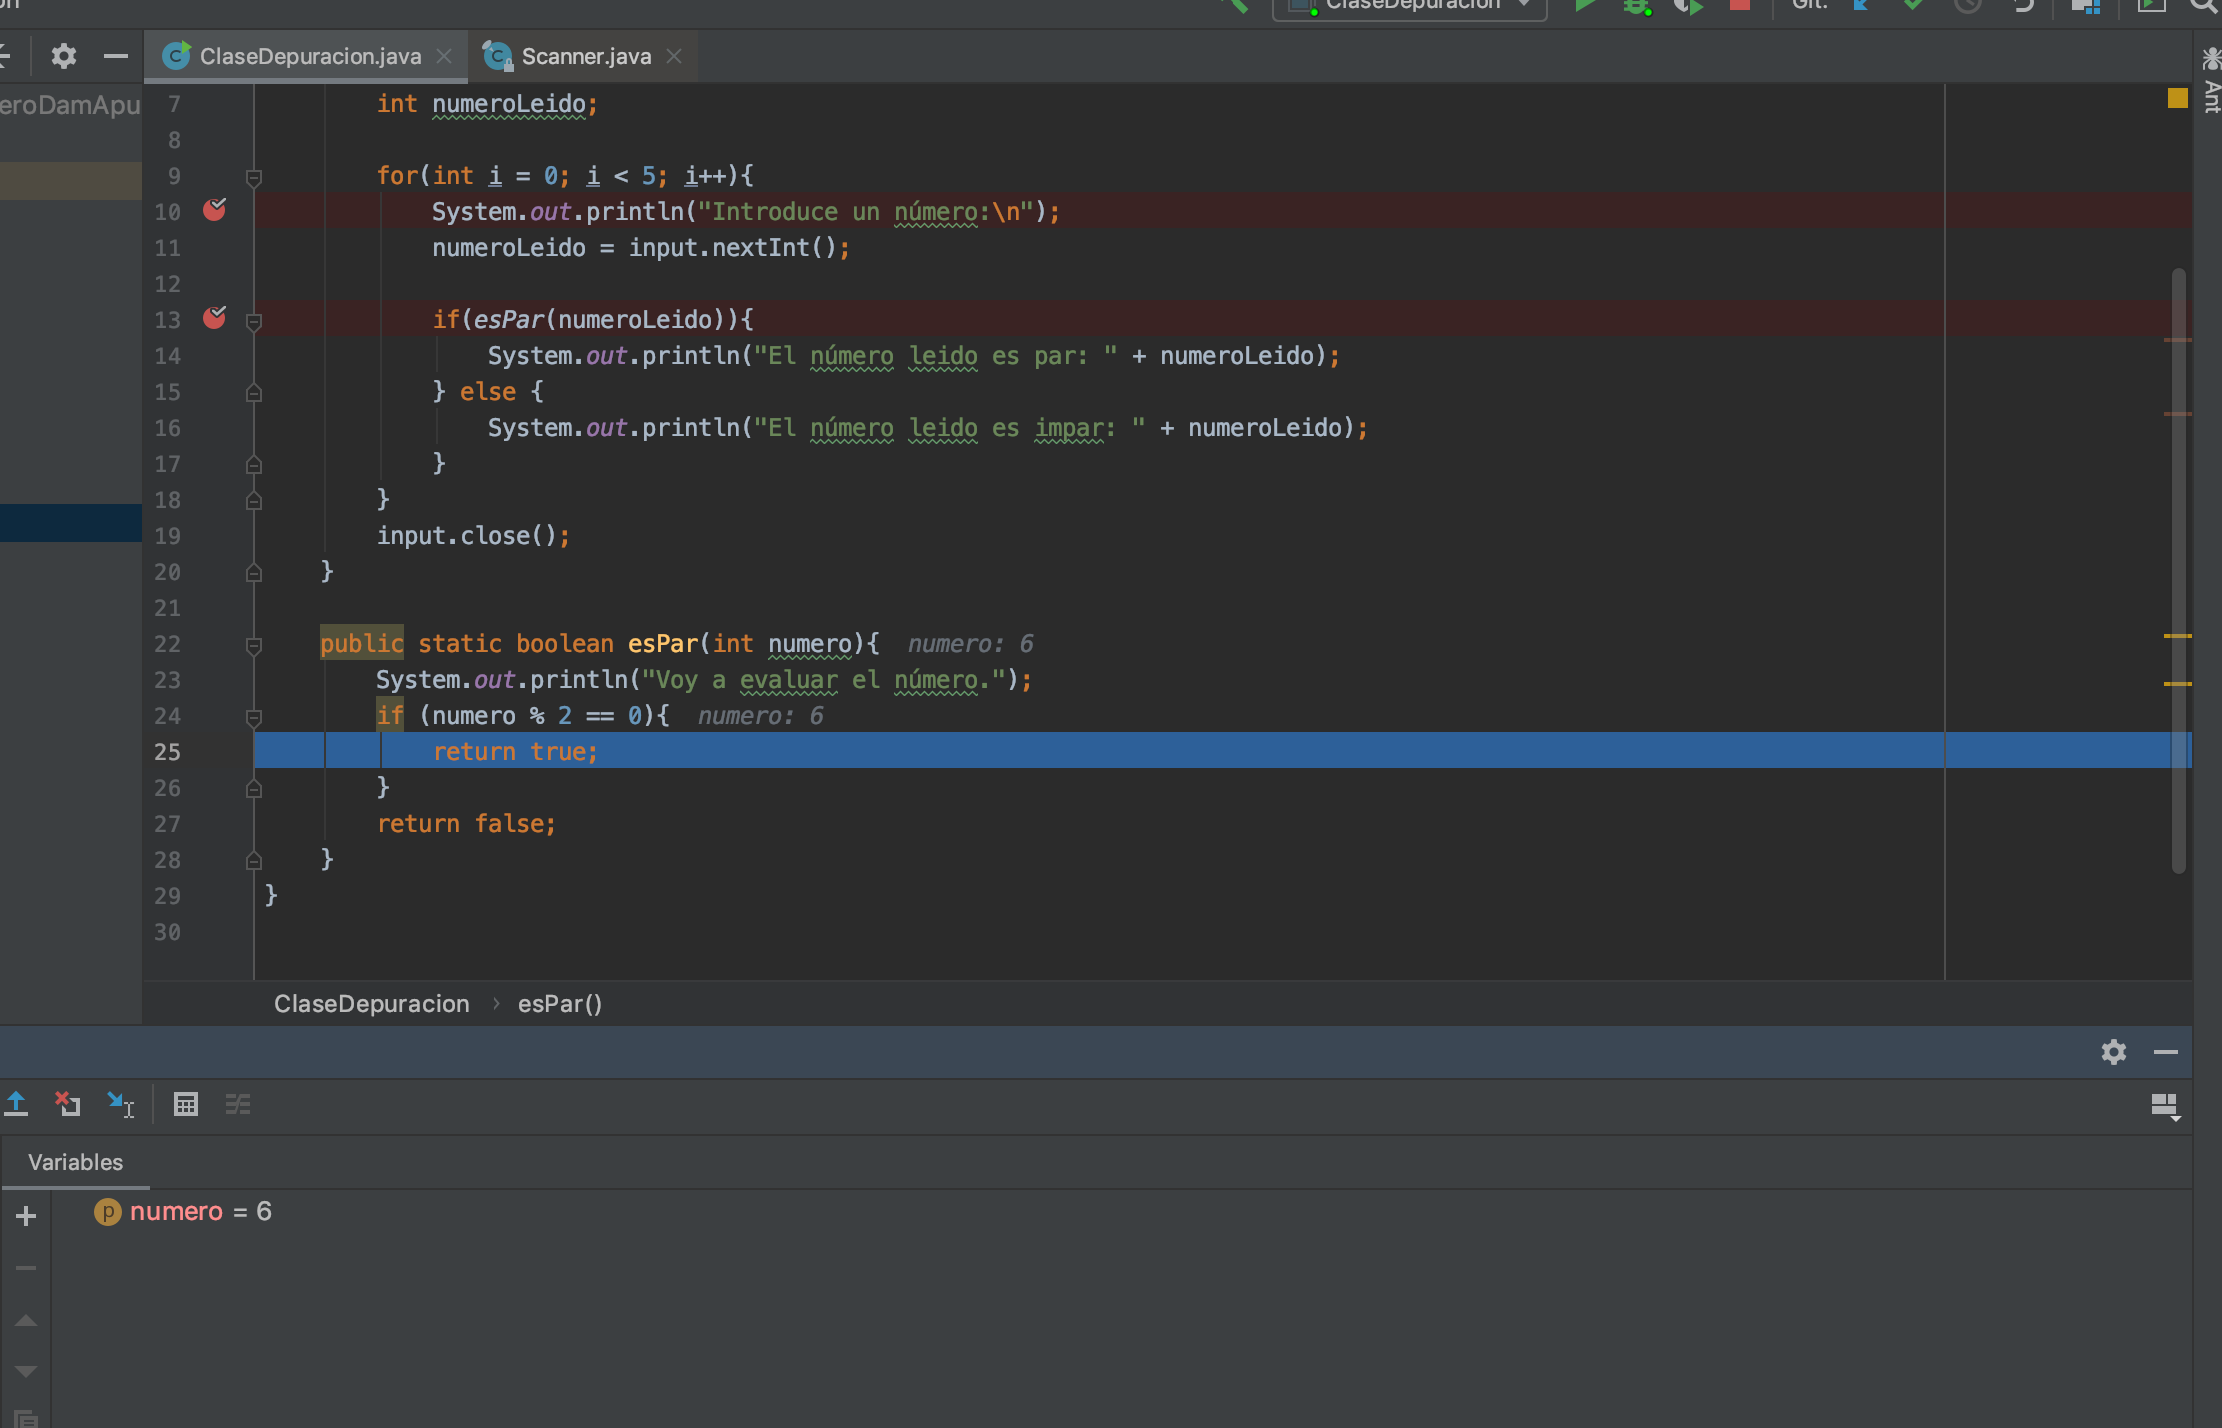 ClaseDepuracion
Git:
ClaseDepuracion.java
Scanner.java
Ant
eroDamApu
7 int numeroLeido;
8
9 for(int i = 0; i < 5; i++){
10 System.out.println("Introduce un número:\n");
11 numeroLeido = input.nextInt();
12
13 if(esPar(numeroLeido)){
14 System.out.println("El número leido es par: " + numeroLeido);
15 } else {
16 System.out.println("El número leido es impar: " + numeroLeido);
17 }
18 }
19 input.close();
20 }
21
22 public static boolean esPar(int numero){ numero: 6
23 System.out.println("Voy a evaluar el número.");
24 if (numero % 2 == 0){ numero: 6
25 return true;
26 }
27 return false;
28 }
29 }
30
ClaseDepuracion › esPar()
Variables
p numero = 6